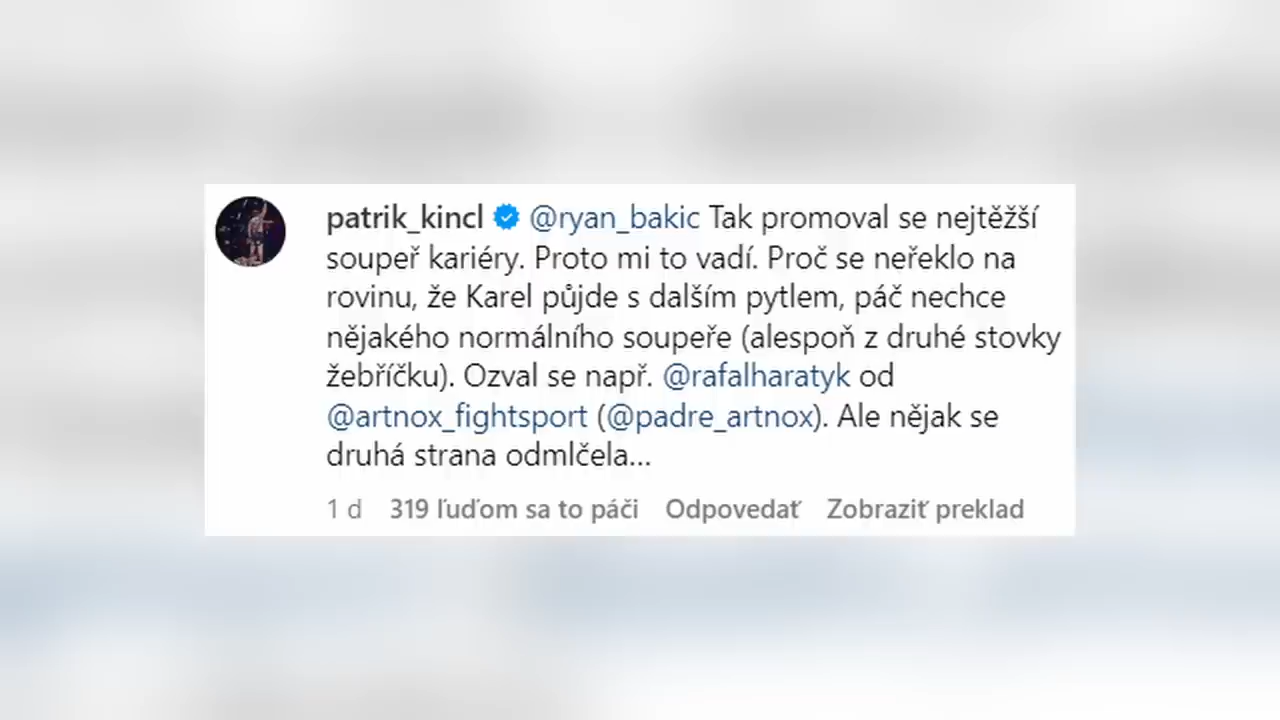 patrik_kincl @ryan_bakic Tak promoval se nejtěžší
soupeř kariéry. Proto mi to vadí. Proč se neřeklo na
rovinu, že Karel půjde s dalším pytlem, páč nechce
nějakého normálního soupeře (alespoň z druhé stovky
žebříčku). Ozval se např. @rafalharatyk od
@artnox_fightsport (@padre_artnox). Ale nějak se
druhá strana odmlčela...
1 d 319 ľuďom sa to páči Odpovedať Zobraziť preklad